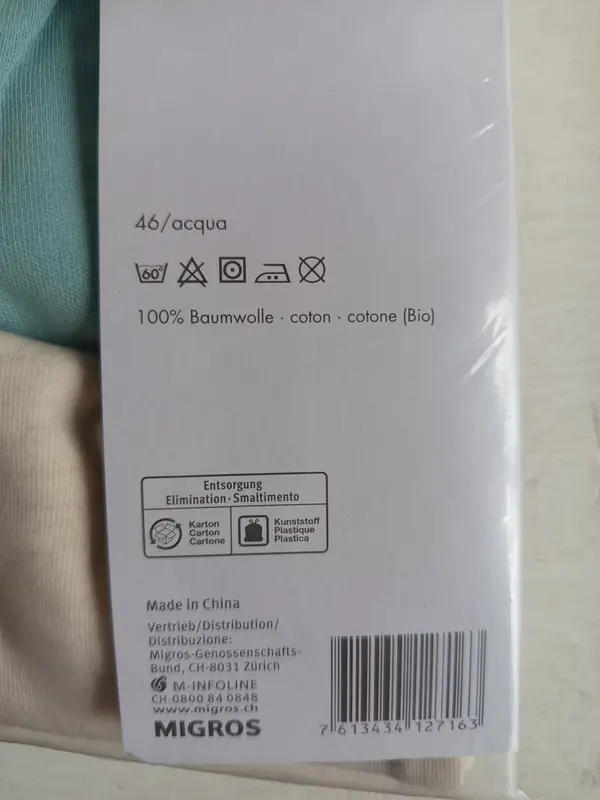 46/acqua
60°
100% Baumwolle · coton · cotone (Bio)
Entsorgung
Elimination · Smaltimento
Karton
Carton
Cartone
Kunststoff
Plastique
Plastica
Made in China
Vertrieb/Distribution/
Distribuzione:
Migros-Genossenschafts-
Bund, CH-8031 Zürich
M-INFOLINE
CH 0800 84 0848
www.migros.ch
MIGROS
7 613434 127163